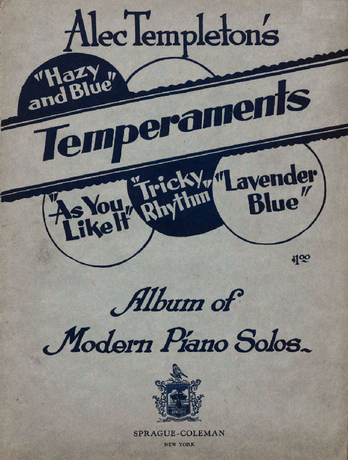 Alec Templeton's
"Hazy
and Blue"
Temperaments
"As You
Like It"
"Tricky
Rhythm"
"Lavender
Blue"
$1.00
Album of
Modern Piano Solos
SPRAGUE-COLEMAN
NEW YORK